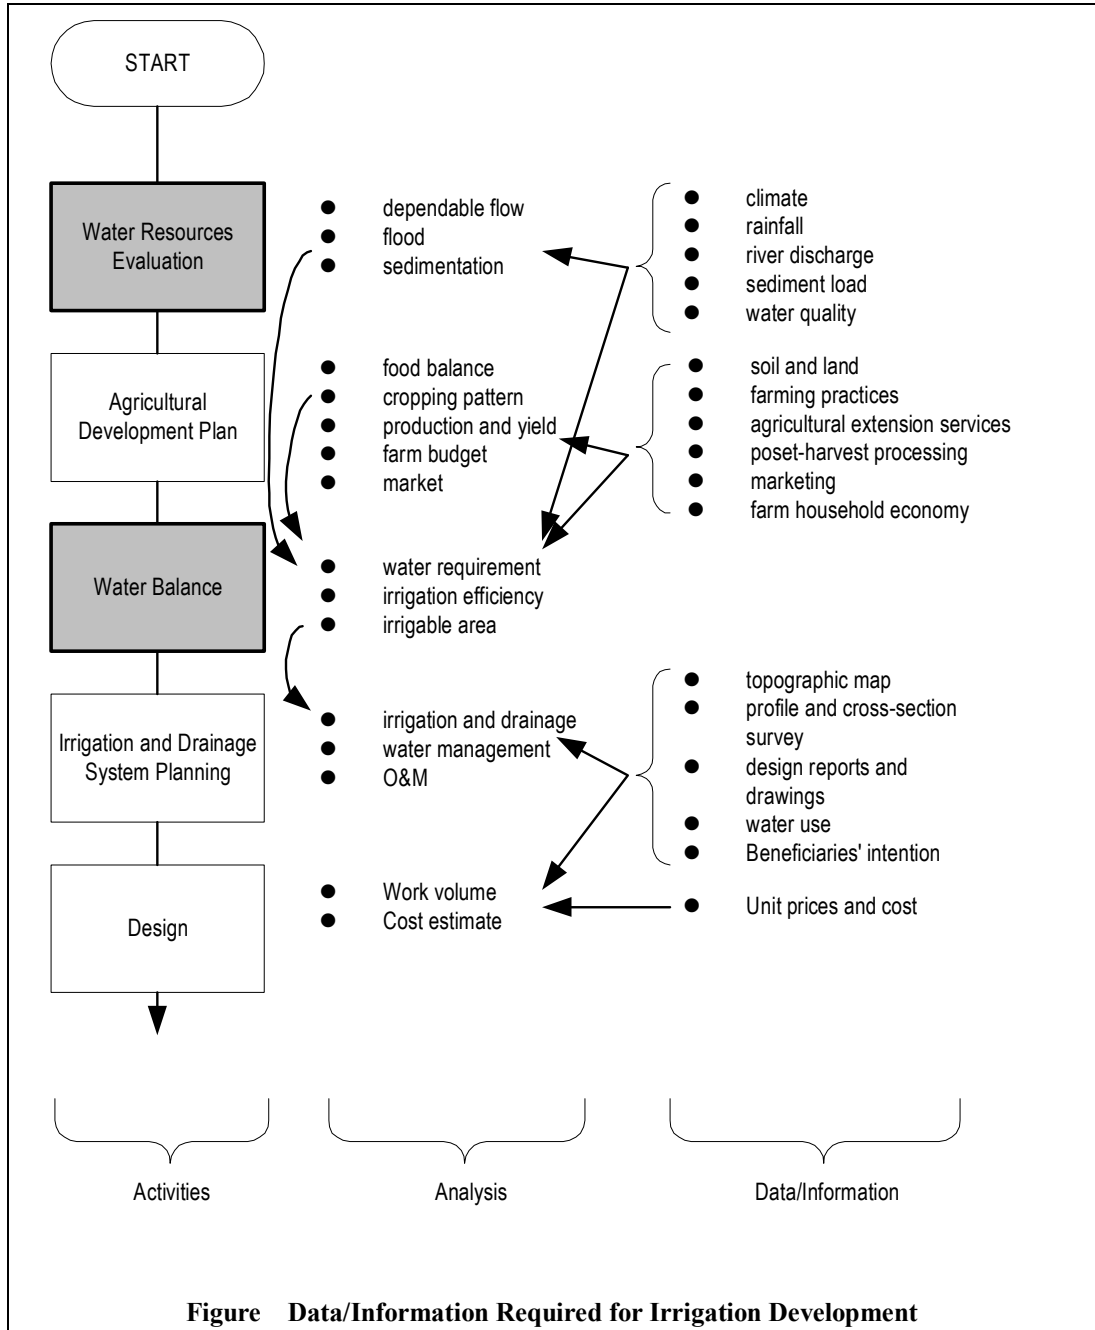 START
Water Resources
Evaluation
● dependable flow
● flood
● sedimentation
● climate
● rainfall
● river discharge
● sediment load
● water quality
Agricultural
Development Plan
● food balance
● cropping pattern
● production and yield
● farm budget
● market
● soil and land
● farming practices
● agricultural extension services
● poset-harvest processing
● marketing
● farm household economy
Water Balance
● water requirement
● irrigation efficiency
● irrigable area
Irrigation and Drainage
System Planning
● irrigation and drainage
● water management
● O&M
● topographic map
● profile and cross-section
survey
● design reports and
drawings
● water use
● Beneficiaries' intention
Design
● Work volume
● Cost estimate
● Unit prices and cost
Activities
Analysis
Data/Information
Figure Data/Information Required for Irrigation Development